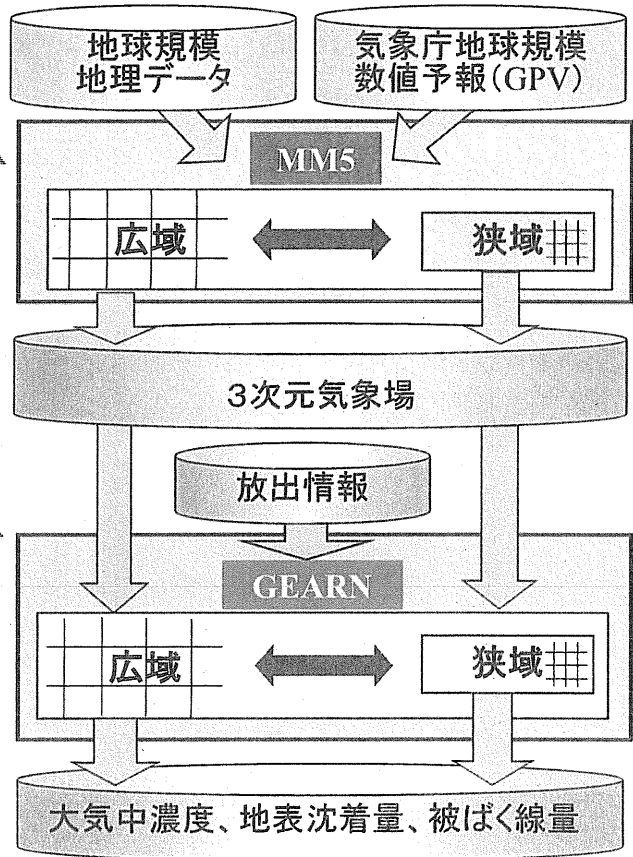 地球規模
地理データ
気象庁地球規模
数値予報(GPV)
MM5
広域
狭域
3次元気象場
放出情報
GEARN
広域
狭域
大気中濃度、地表沈着量、被ばく線量